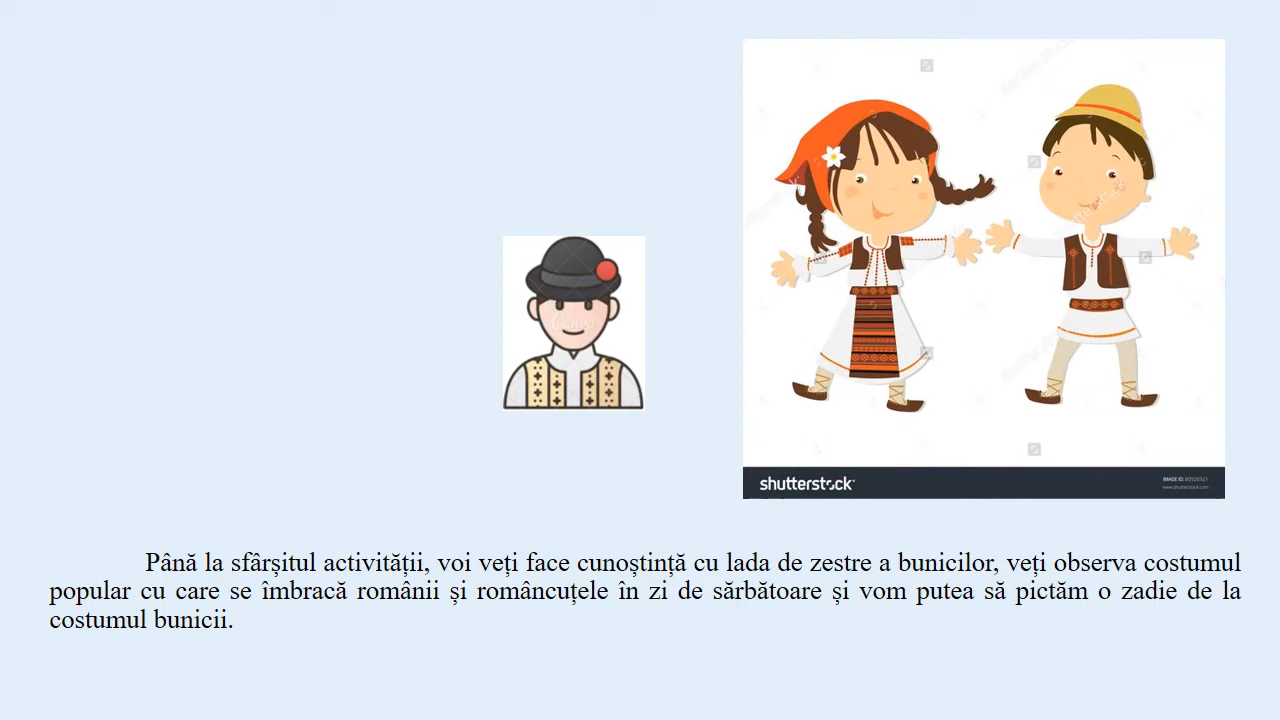 shutterstock
Până la sfârșitul activității, voi veți face cunoștință cu lada de zestre a bunicilor, veți observa costumul
popular cu care se îmbracă românii și româncuțele în zi de sărbătoare și vom putea să pictăm o zadie de la
costumul bunicii.